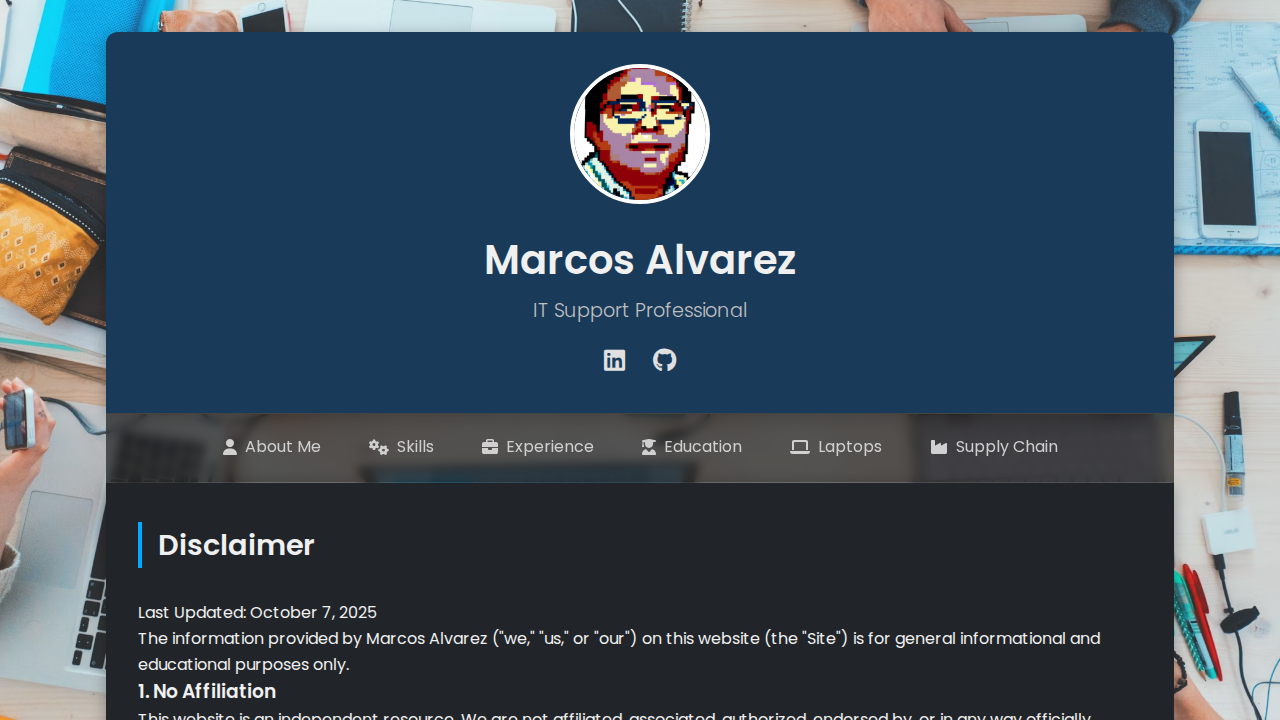 Marcos Alvarez
IT Support Professional
About Me Skills Experience Education Laptops Supply Chain
Disclaimer
Last Updated: October 7, 2025
The information provided by Marcos Alvarez ("we," "us," or "our") on this website (the "Site") is for general informational and
educational purposes only.
1. No Affiliation
This website is an independent resource. We are not affiliated, associated, authorized, endorsed by, or in any way officially